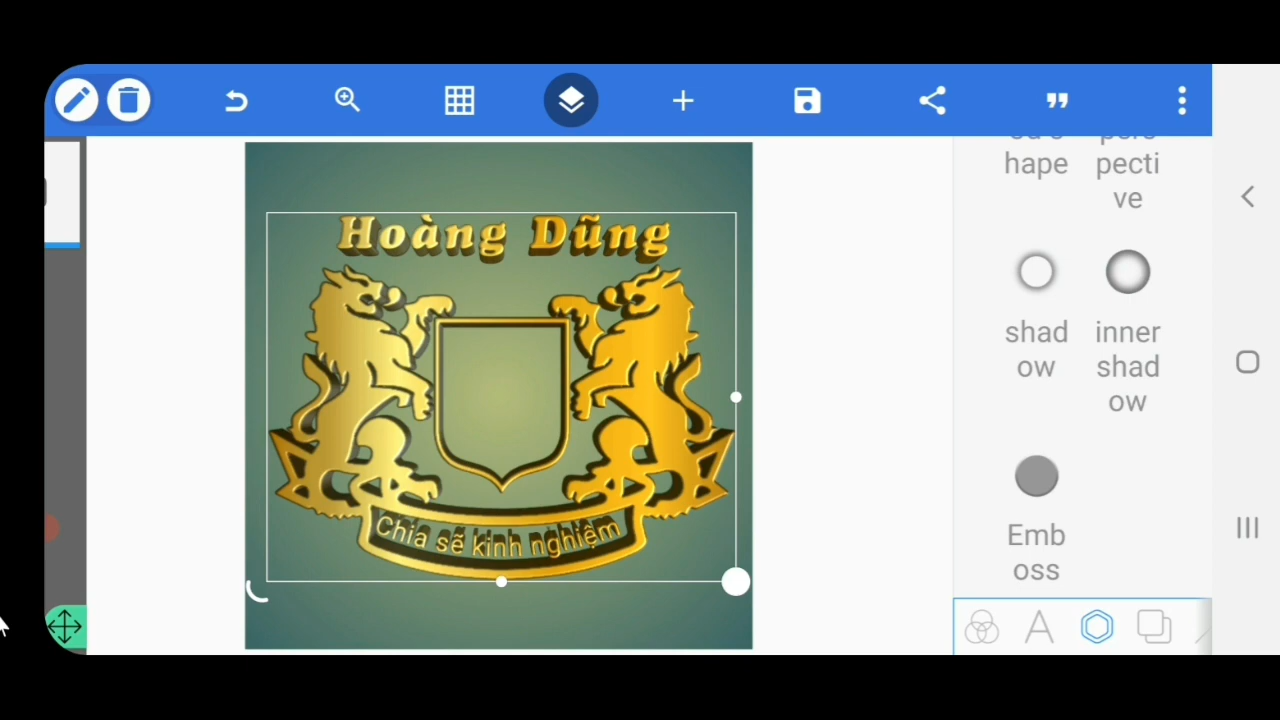 hape
pecti
ve
Hoàng Dũng
shad
ow
inner
shad
ow
Chia sẽ kinh nghiệm
Emb
oss